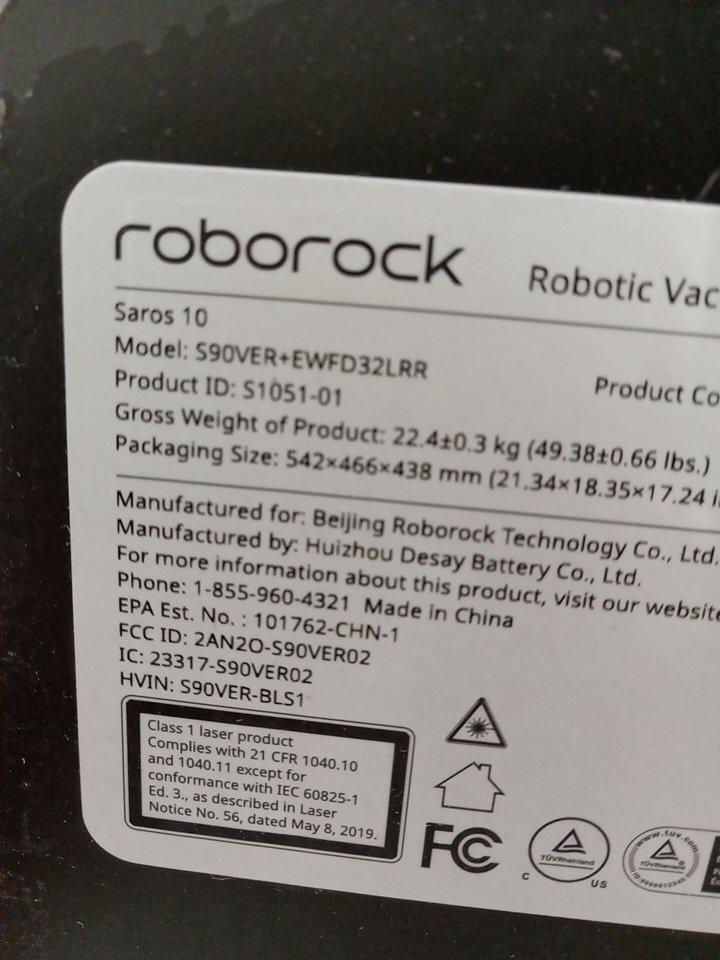 roborock
Robotic Vac
Saros 10
Model: S90VER+EWFD32LRR
Product Co
Product ID: S1051-01
Gross Weight of Product: 22.4±0.3 kg (49.38±0.66 lbs.)
Packaging Size: 542×466×438 mm (21.34×18.35×17.24 i
Manufactured for: Beijing Roborock Technology Co., Ltd.
Manufactured by: Huizhou Desay Battery Co., Ltd.
For more information about this product, visit our website
Phone: 1-855-960-4321 Made in China
EPA Est. No. : 101762-CHN-1
FCC ID: 2AN2O-S90VER02
IC: 23317-S90VER02
HVIN: S90VER-BLS1
Class 1 laser product
Complies with 21 CFR 1040.10
and 1040.11 except for
conformance with IEC 60825-1
Ed. 3., as described in Laser
Notice No. 56, dated May 8, 2019.
FC
TÜVRheinland
C US
www.tuv.com
TÜVRheinland